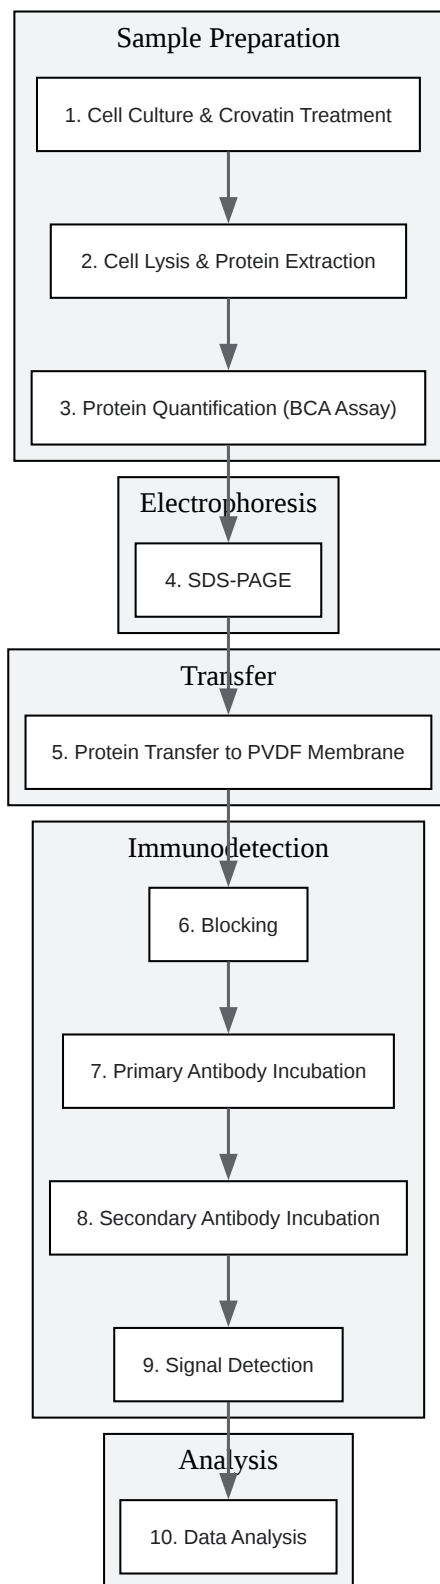 Sample Preparation
1. Cell Culture & Crovatin Treatment
2. Cell Lysis & Protein Extraction
3. Protein Quantification (BCA Assay)
Electrophoresis
4. SDS-PAGE
Transfer
5. Protein Transfer to PVDF Membrane
Immunodetection
6. Blocking
7. Primary Antibody Incubation
8. Secondary Antibody Incubation
9. Signal Detection
Analysis
10. Data Analysis